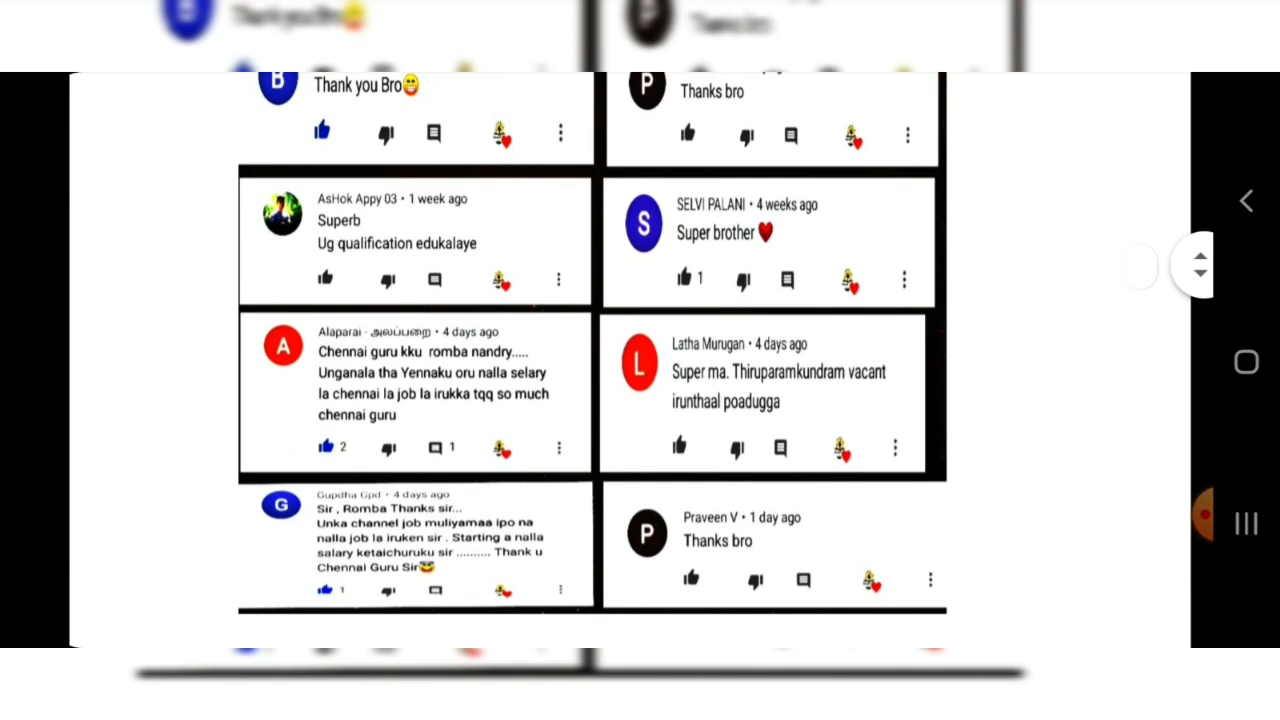 Thank you Bro😁
Thanks bro
AsHok Appy 03 • 1 week ago
Superb
Ug qualification edukalaye
SELVI PALANI • 4 weeks ago
Super brother ♥
1
Alaparai - அலப்பறை • 4 days ago
Chennai guru kku romba nandry.....
Unganala tha Yennaku oru nalla selary
la chennai la job la irukka tqq so much
chennai guru
2
1
Latha Murugan • 4 days ago
Super ma. Thiruparamkundram vacant
irunthaal poadugga
Gupdha Gpd • 4 days ago
Sir , Romba Thanks sir...
Unka channel job muliyamaa ipo na
nalla job la iruken sir . Starting a nalla
salary ketaichuruku sir .......... Thank u
Chennai Guru Sir
1
Praveen V • 1 day ago
Thanks bro